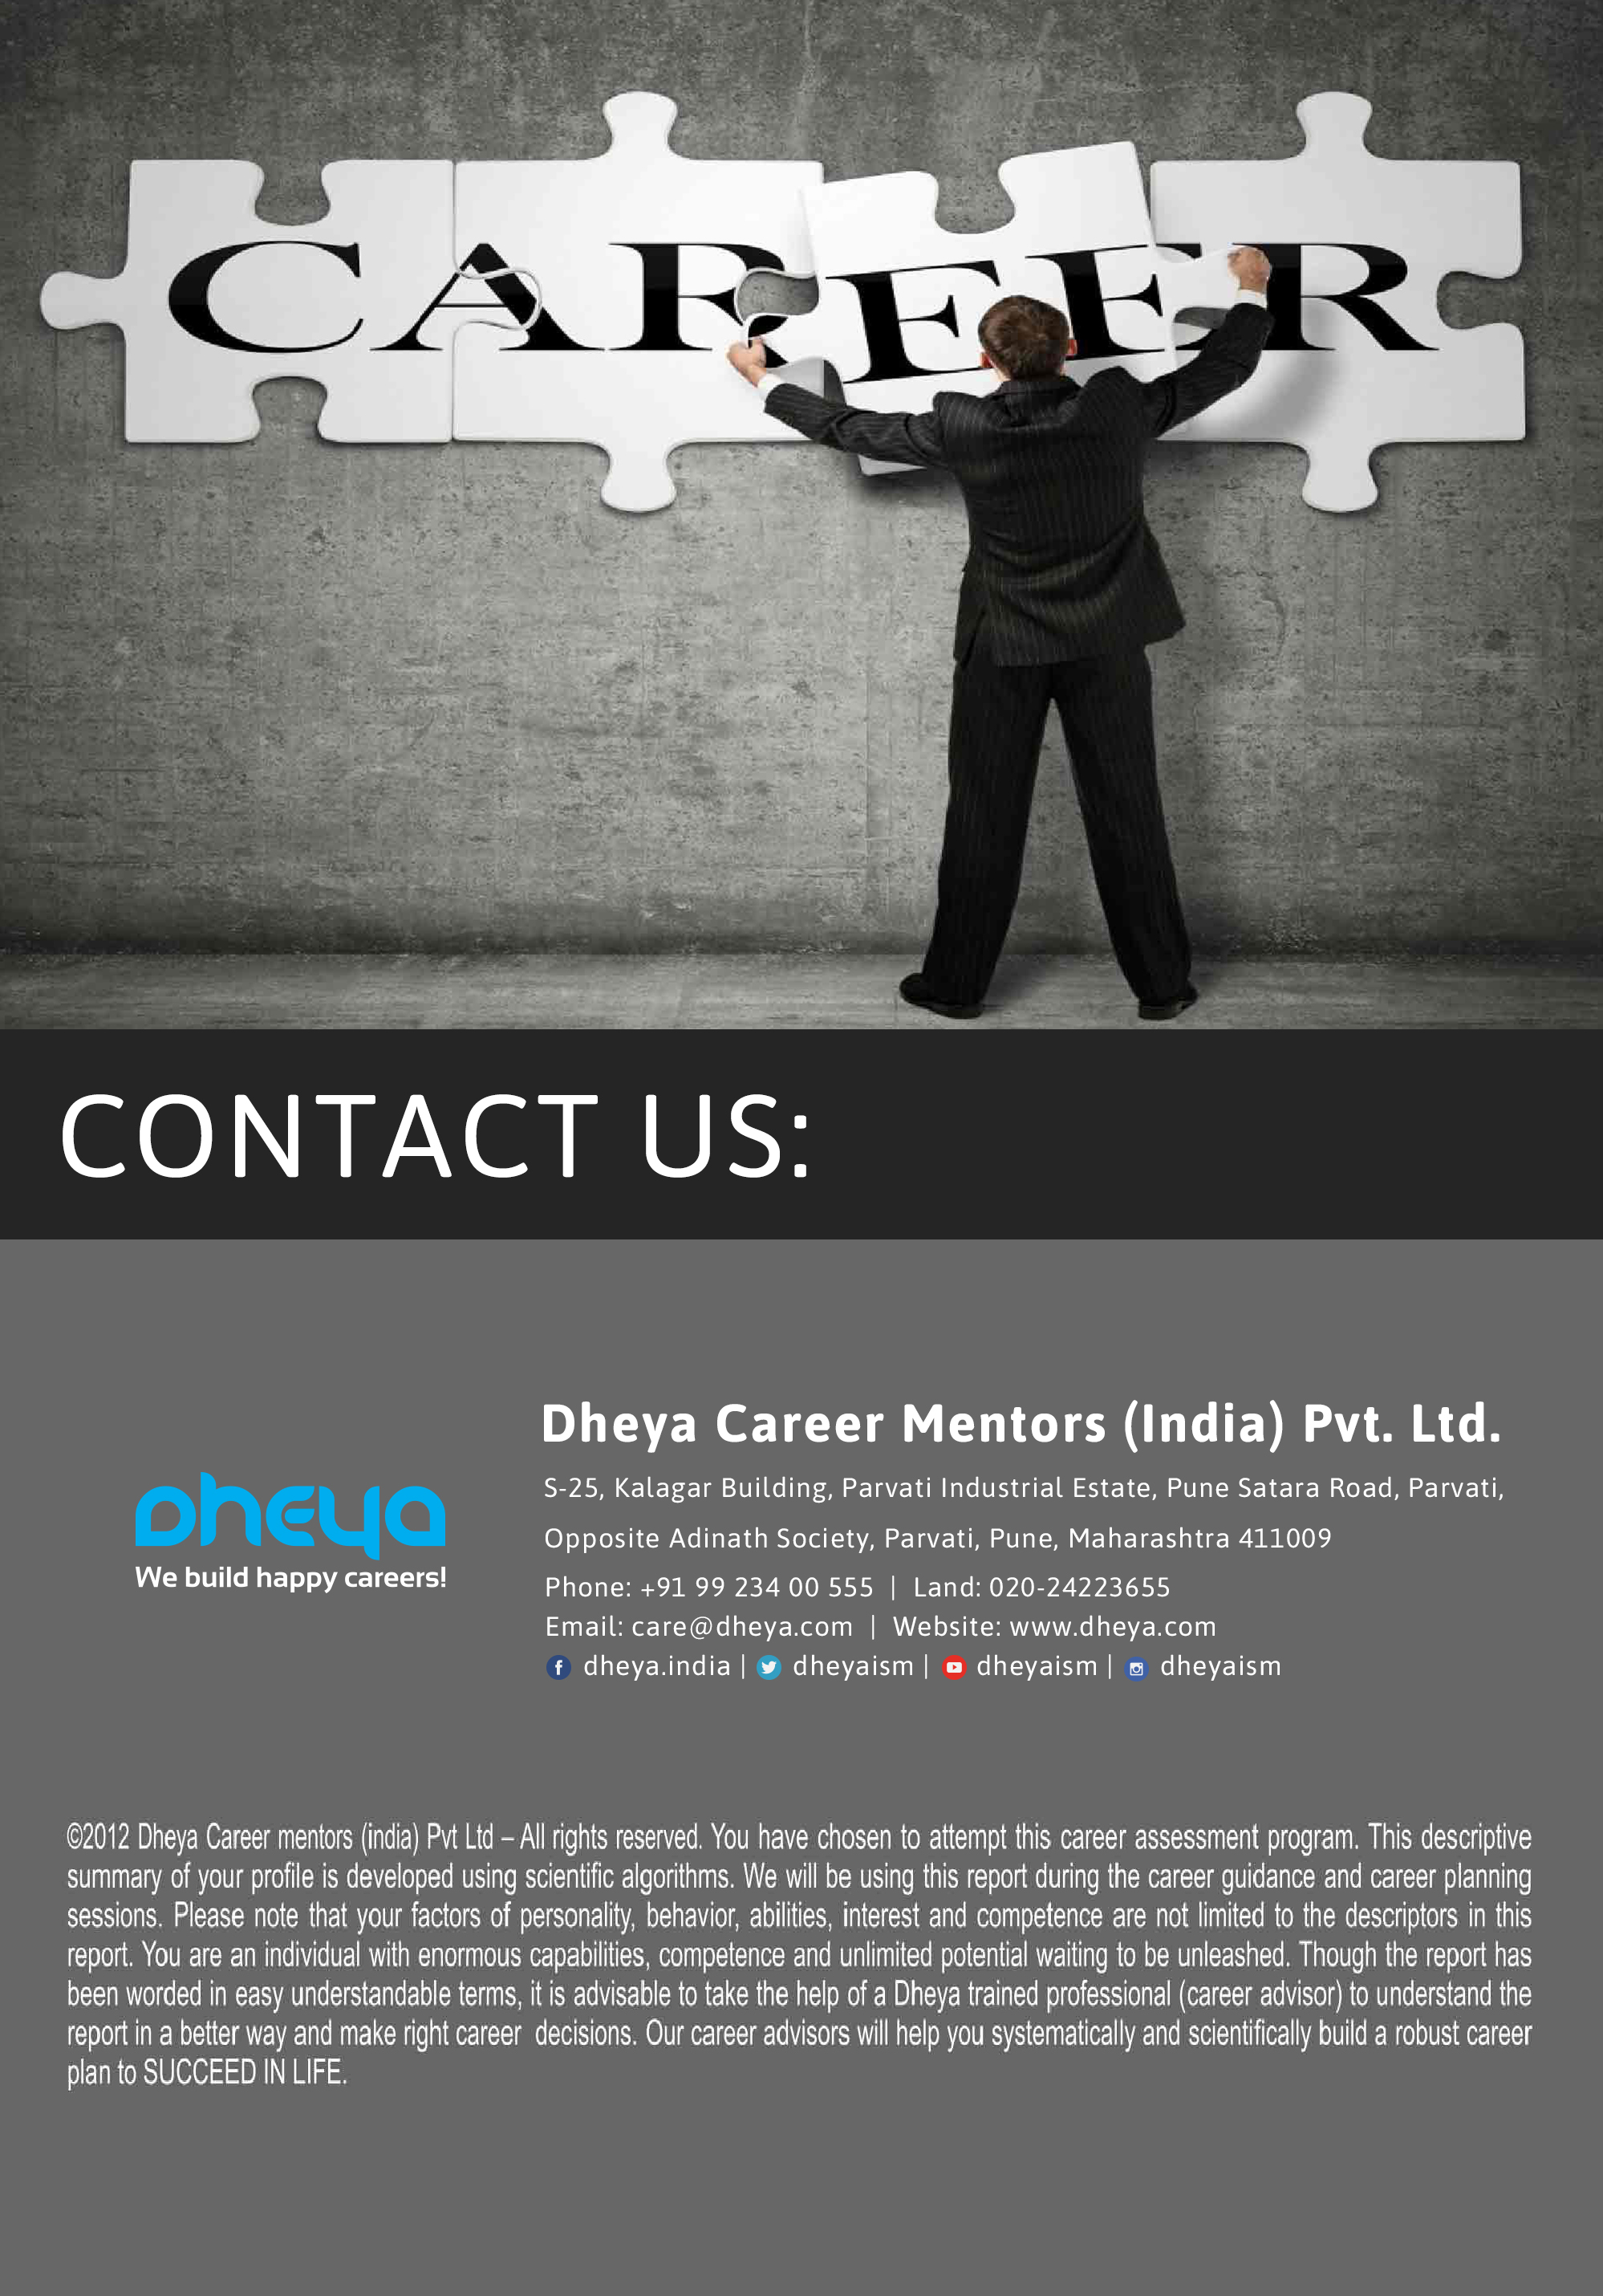 CAREER
CONTACT US:
Dheya Career Mentors (India) Pvt. Ltd.
S-25, Kalagar Building, Parvati Industrial Estate, Pune Satara Road, Parvati,
Opposite Adinath Society, Parvati, Pune, Maharashtra 411009
dheya
We build happy careers!
Phone: +91 99 234 00 555 | Land: 020-24223655
Email: care@dheya.com | Website: www.dheya.com
dheya.india | dheyaism | dheyaism | dheyaism
©2012 Dheya Career mentors (india) Pvt Ltd – All rights reserved. You have chosen to attempt this career assessment program. This descriptive
summary of your profile is developed using scientific algorithms. We will be using this report during the career guidance and career planning
sessions. Please note that your factors of personality, behavior, abilities, interest and competence are not limited to the descriptors in this
report. You are an individual with enormous capabilities, competence and unlimited potential waiting to be unleashed. Though the report has
been worded in easy understandable terms, it is advisable to take the help of a Dheya trained professional (career advisor) to understand the
report in a better way and make right career decisions. Our career advisors will help you systematically and scientifically build a robust career
plan to SUCCEED IN LIFE.